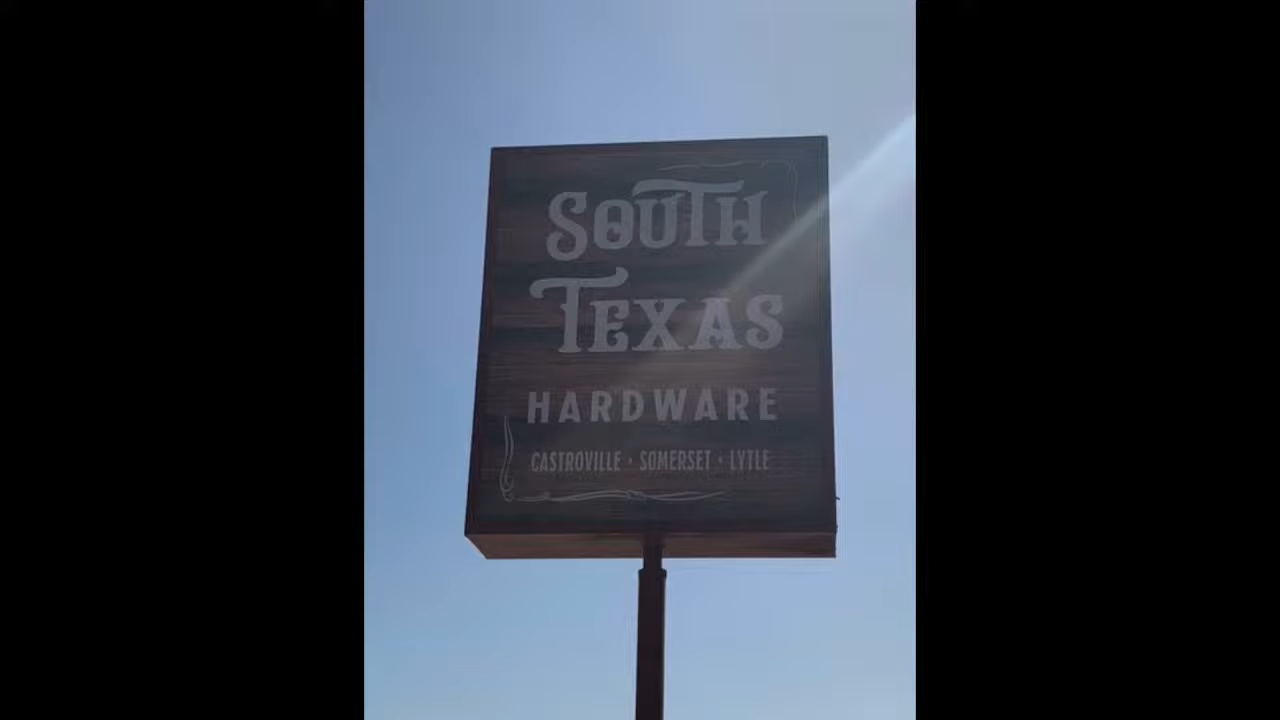 SOUTH
TEXAS
HARDWARE
CASTROVILLE · SOMERSET · LYTLE